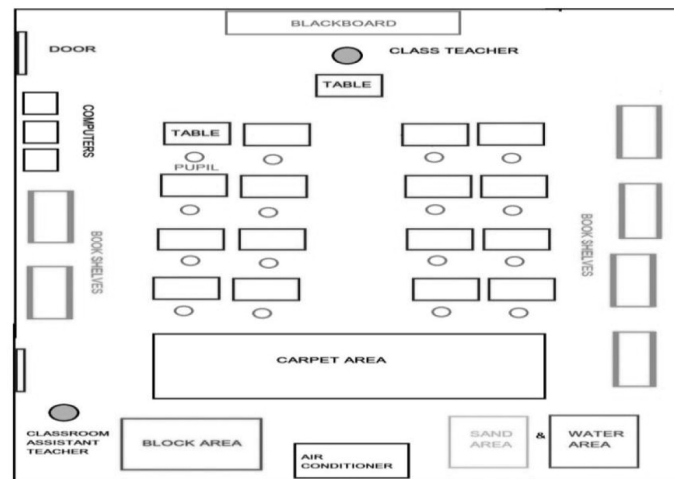 BLACKBOARD
DOOR
CLASS TEACHER
TABLE
COMPUTERS
TABLE
PUPIL
BOOK SHELVES
BOOK SHELVES
CARPET AREA
CLASSROOM
ASSISTANT
TEACHER
BLOCK AREA
AIR
CONDITIONER
SAND
AREA
&
WATER
AREA